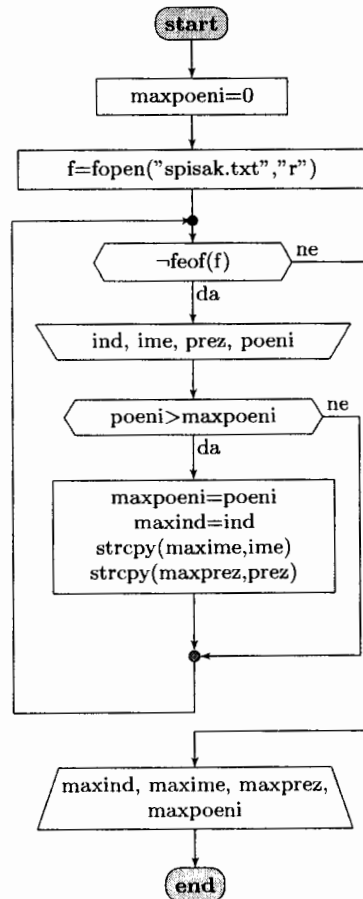 start
maxpoeni=0
f=fopen("spisak.txt","r")
¬feof(f)
ne
da
ind, ime, prez, poeni
poeni>maxpoeni
ne
da
maxpoeni=poeni
maxind=ind
strcpy(maxime,ime)
strcpy(maxprez,prez)
maxind, maxime, maxprez,
maxpoeni
end